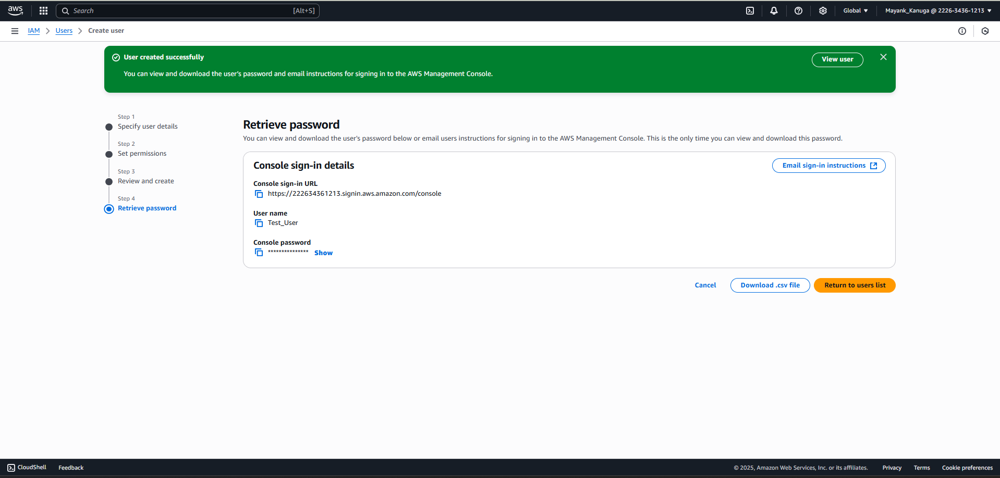 aws
Search
[Alt+S]
Global
Mayank_Kanuga @ 2226-3436-1213
IAM
Users
Create user
User created successfully
You can view and download the user's password and email instructions for signing in to the AWS Management Console.
View user
Step 1
Specify user details
Step 2
Set permissions
Step 3
Review and create
Step 4
Retrieve password
Retrieve password
You can view and download the user's password below or email users instructions for signing in to the AWS Management Console. This is the only time you can view and download this password.
Console sign-in details
Email sign-in instructions
Console sign-in URL
https://222634361213.signin.aws.amazon.com/console
User name
Test_User
Console password
*************** Show
Cancel
Download .csv file
Return to users list
CloudShell
Feedback
© 2025, Amazon Web Services, Inc. or its affiliates.
Privacy
Terms
Cookie preferences